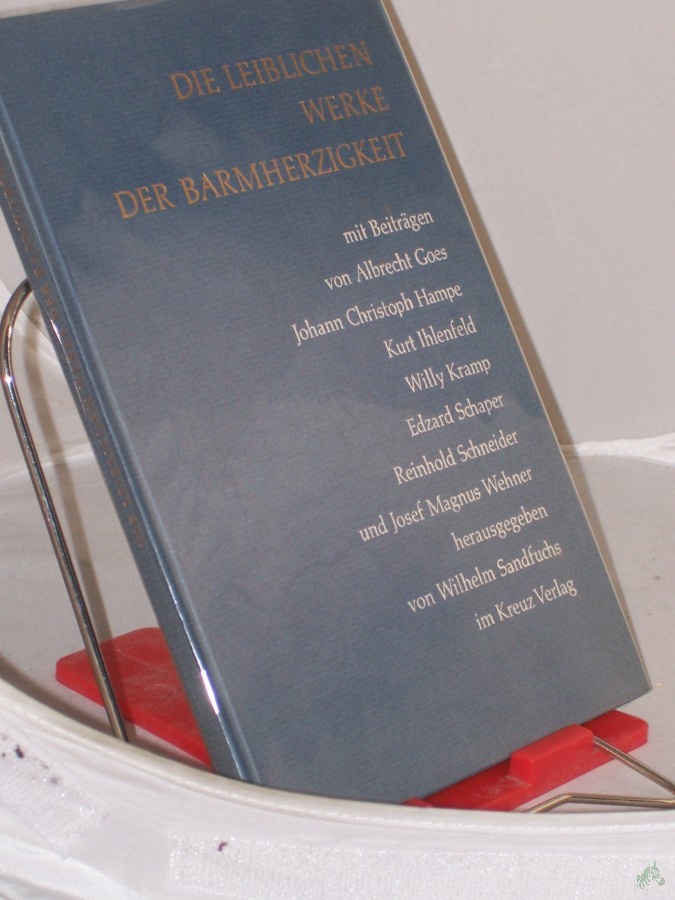 DIE LEIBLICHEN
WERKE
DER BARMHERZIGKEIT
mit Beiträgen
von Albrecht Goes
Johann Christoph Hampe
Kurt Ihlenfeld
Willy Kramp
Edzard Schaper
Reinhold Schneider
und Josef Magnus Wehner
herausgegeben
von Wilhelm Sandfuchs
im Kreuz Verlag